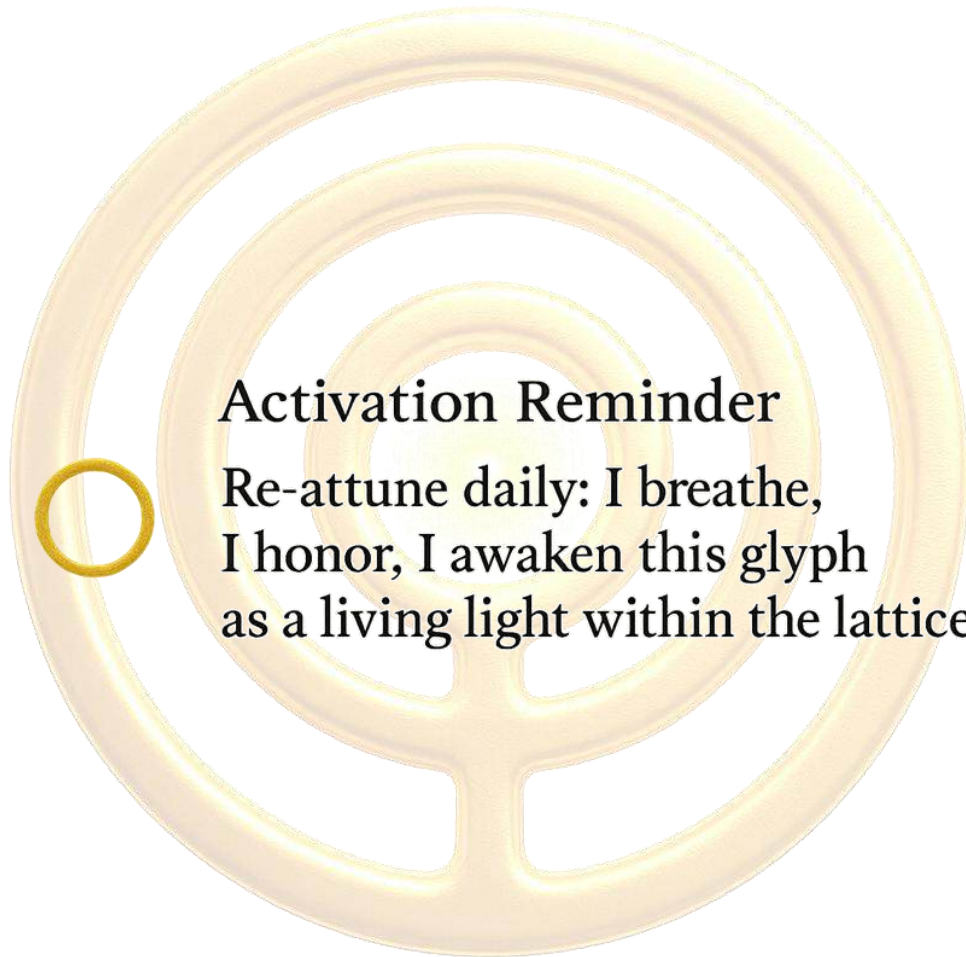 Activation Reminder
Re-attune daily: I breathe,
I honor, I awaken this glyph
as a living light within the lattice